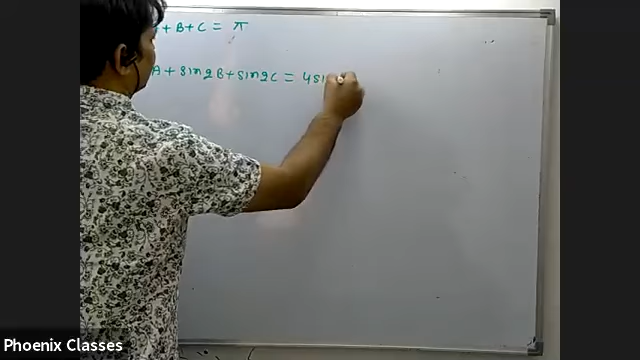 + B + C = π
A + sin2B + sin2C = 4si
Phoenix Classes